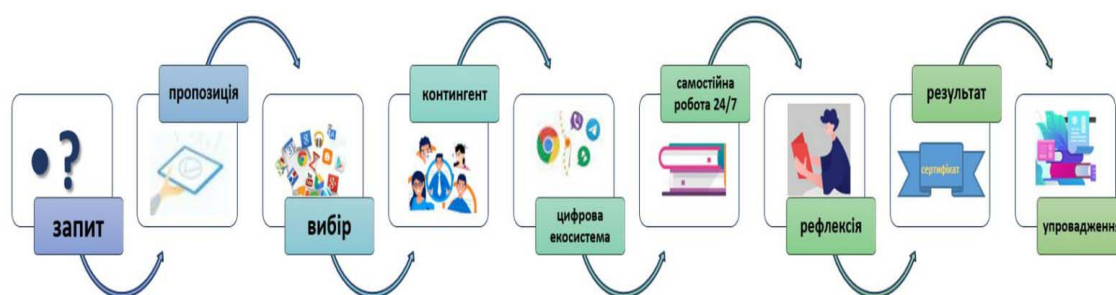 запит
пропозиція
вибір
контингент
цифрова
екосистема
самостійна
робота 24/7
рефлексія
результат
сертифікат
упровадження